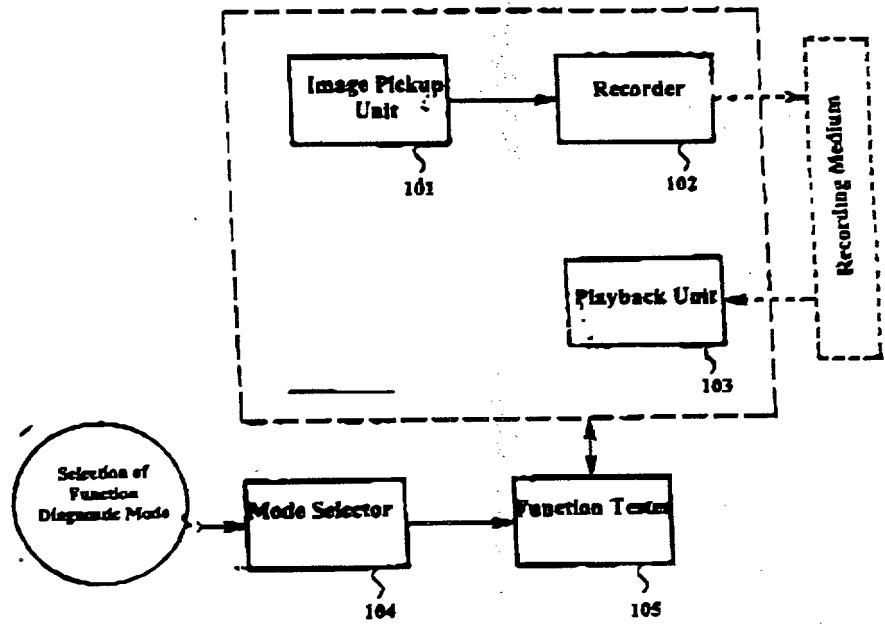 Image Pickup
Unit
101
Recorder
102
Recording Medium
Playback Unit
103
Selection of
Function
Diagnostic Mode
Mode Selector
104
Function Tester
105